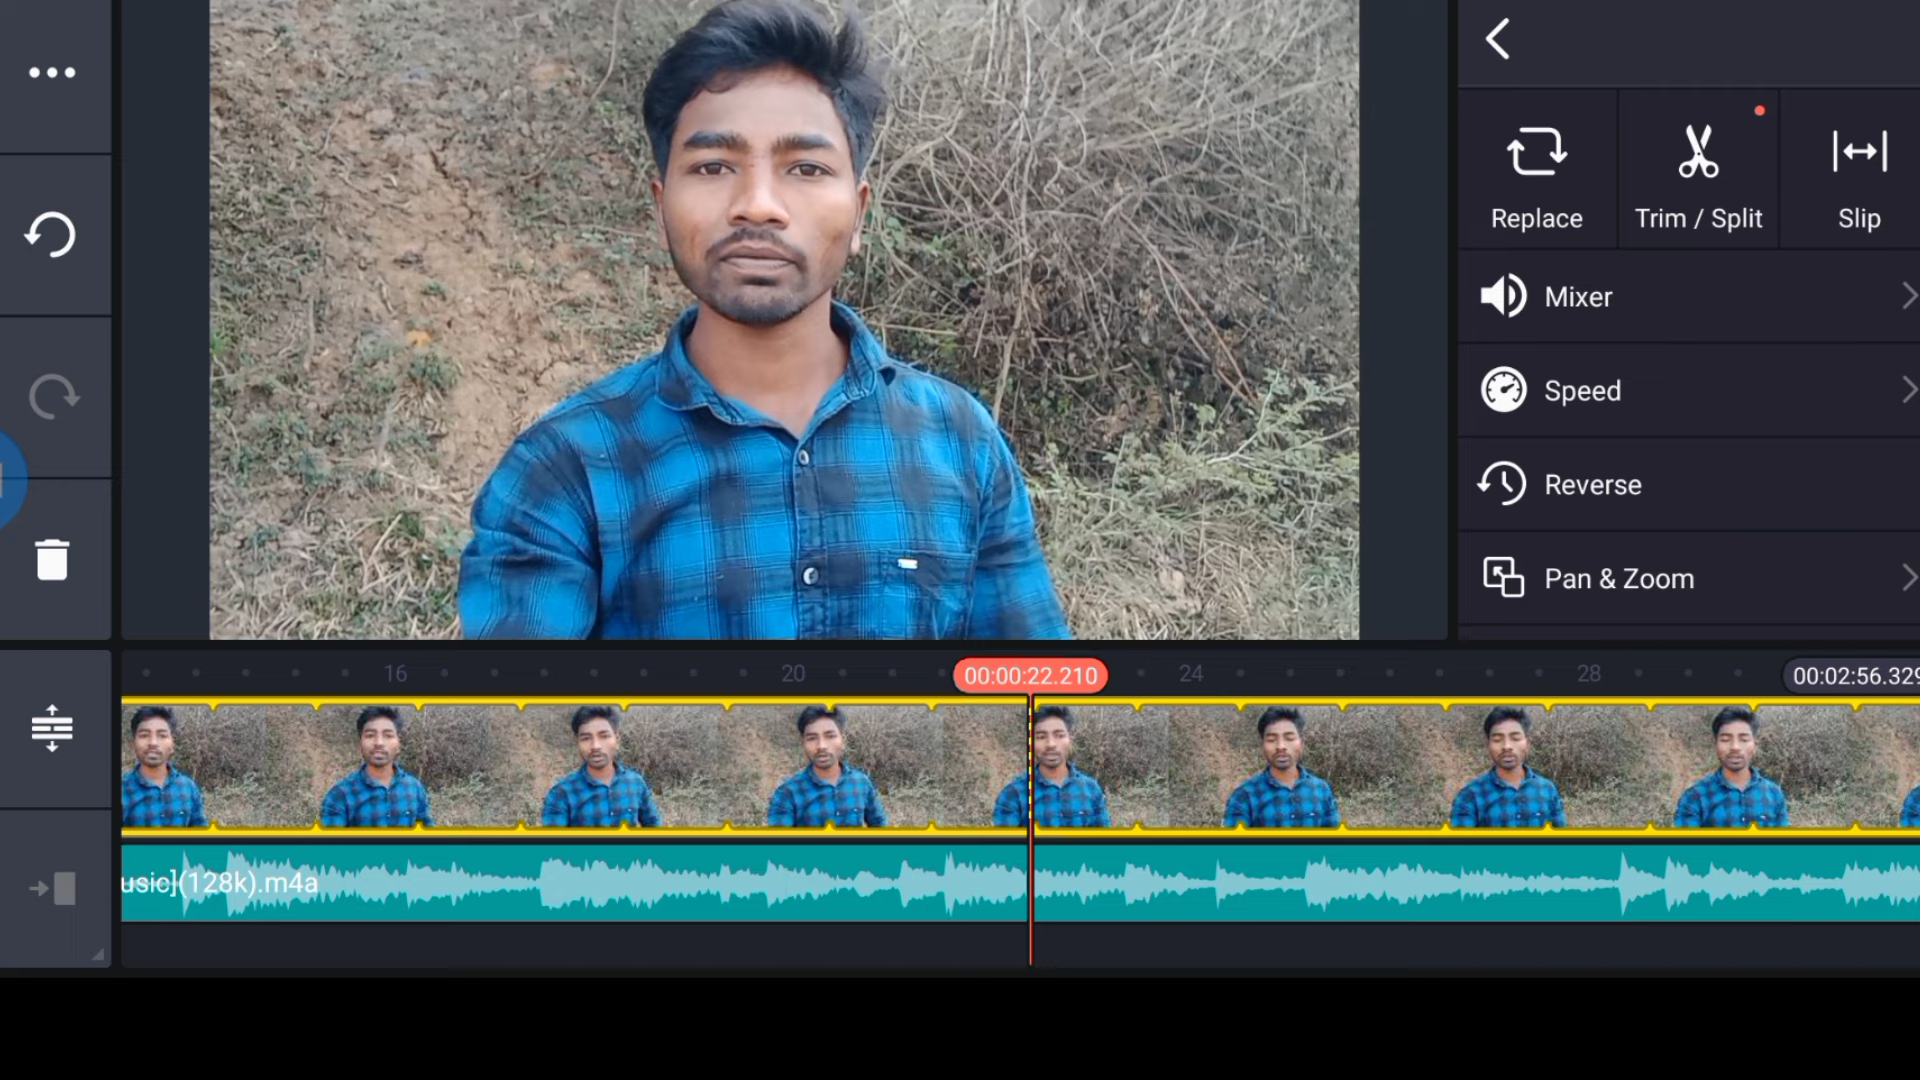 Replace
Trim / Split
Slip
Mixer
Speed
Reverse
Pan & Zoom
16
20
00:00:22.210
24
28
00:02:56.329
usic](128k).m4a